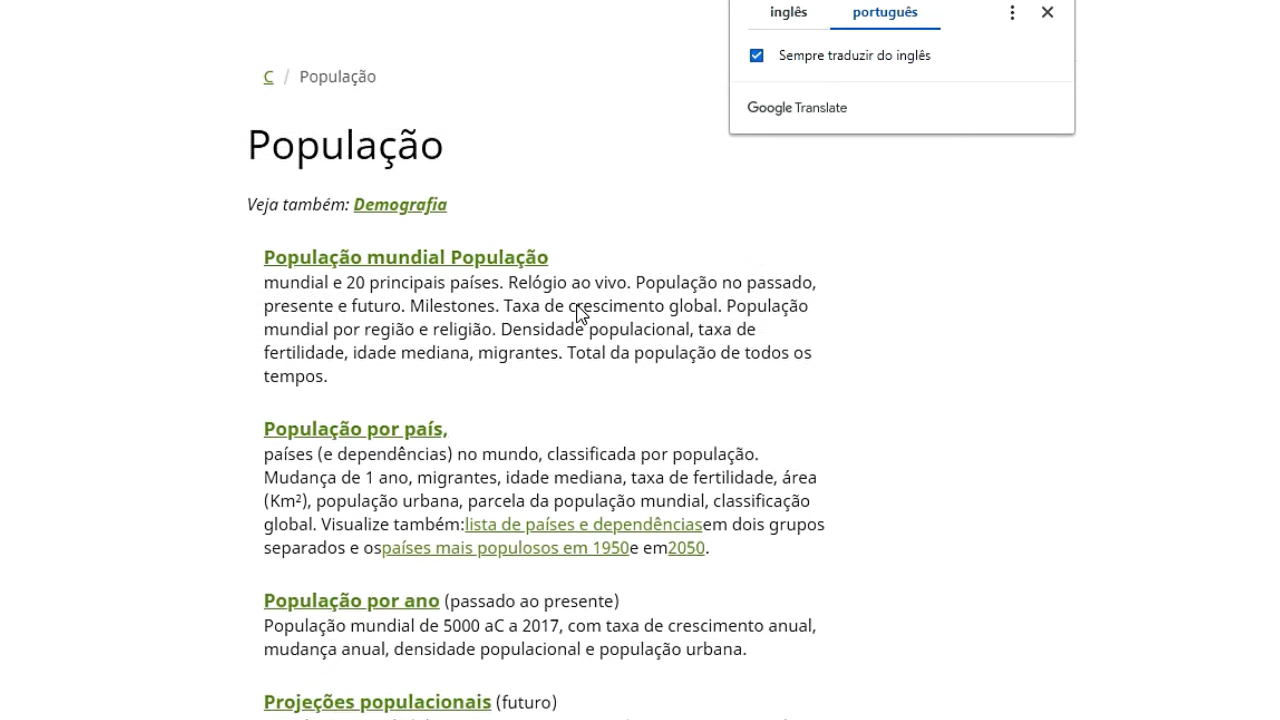 inglês português
Sempre traduzir do inglês
Google Translate
C / População
População
Veja também: Demografia
População mundial População
mundial e 20 principais países. Relógio ao vivo. População no passado,
presente e futuro. Milestones. Taxa de crescimento global. População
mundial por região e religião. Densidade populacional, taxa de
fertilidade, idade mediana, migrantes. Total da população de todos os
tempos.
População por país,
países (e dependências) no mundo, classificada por população.
Mudança de 1 ano, migrantes, idade mediana, taxa de fertilidade, área
(Km²), população urbana, parcela da população mundial, classificação
global. Visualize também:lista de países e dependênciasem dois grupos
separados e ospaíses mais populosos em 1950e em2050.
População por ano (passado ao presente)
População mundial de 5000 aC a 2017, com taxa de crescimento anual,
mudança anual, densidade populacional e população urbana.
Projeções populacionais (futuro)